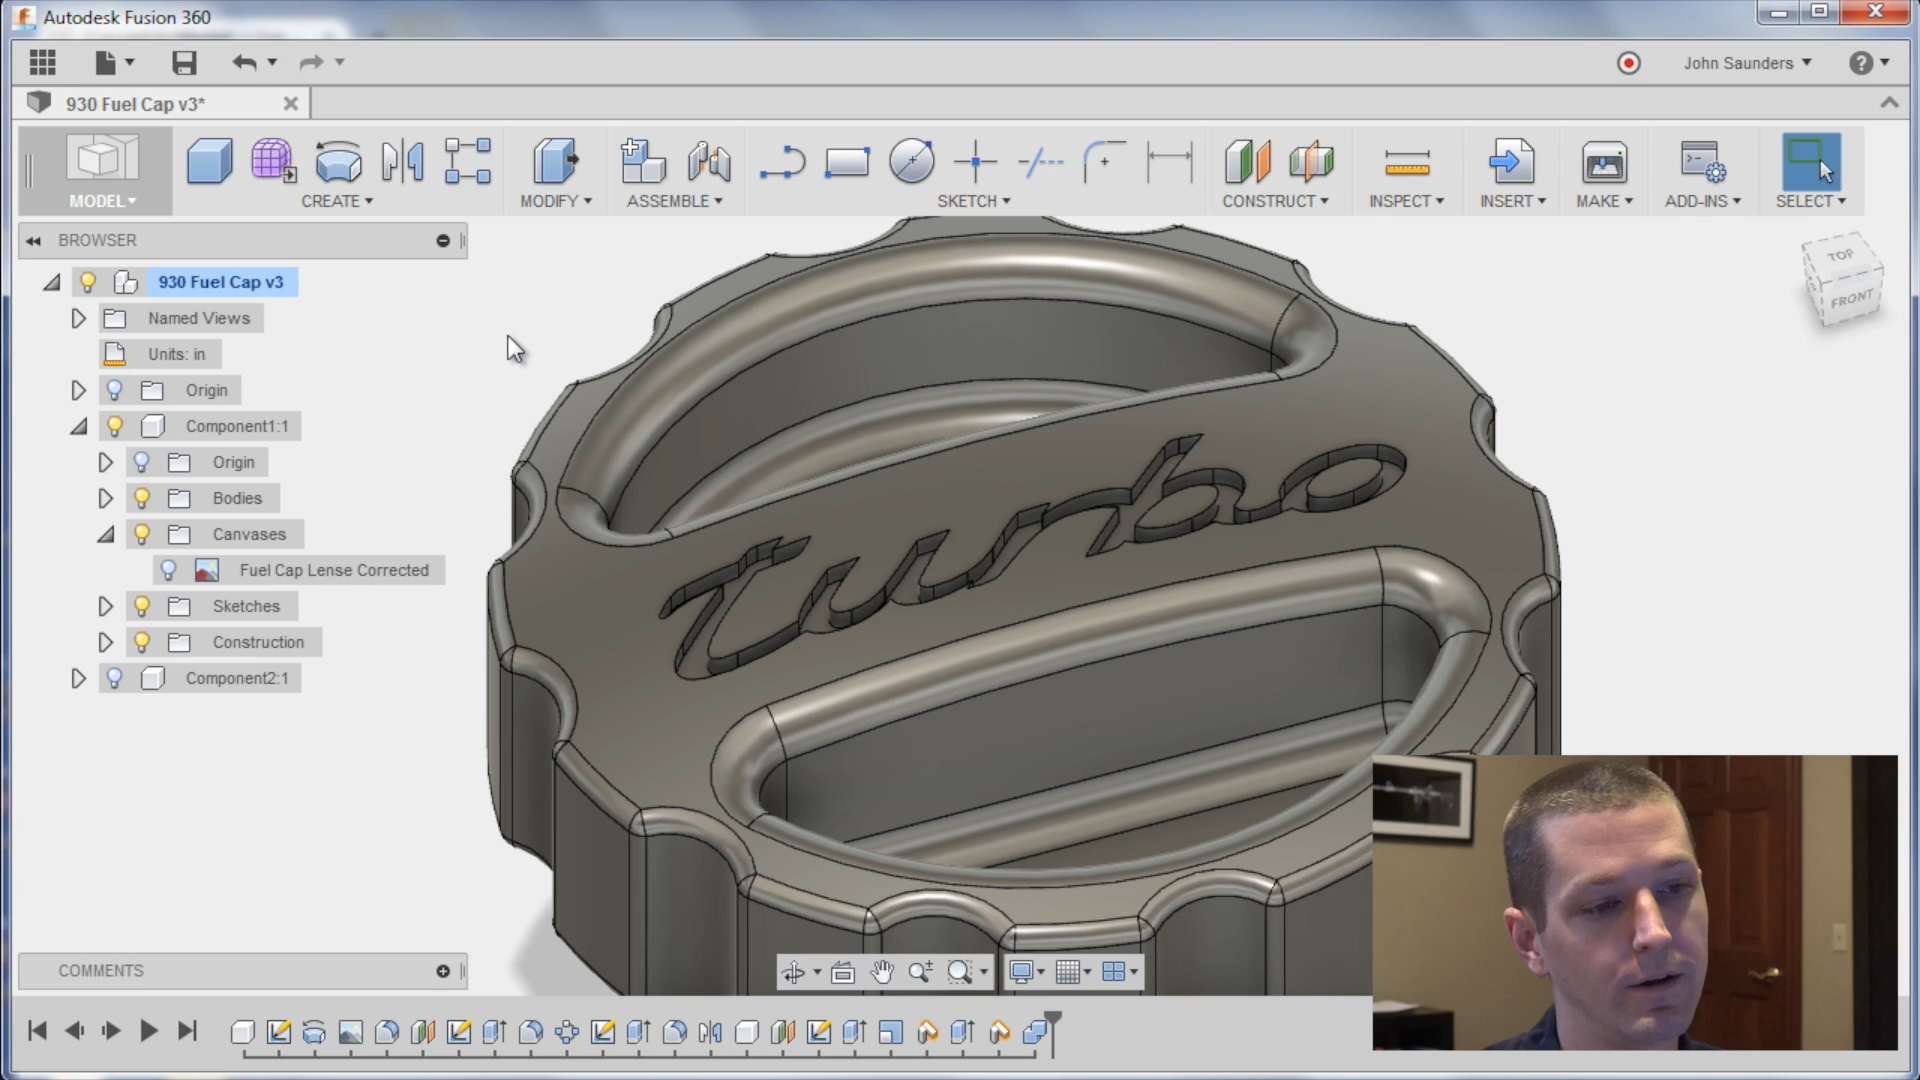 Autodesk Fusion 360
John Saunders
930 Fuel Cap v3*
MODEL
CREATE
MODIFY
ASSEMBLE
SKETCH
CONSTRUCT
INSPECT
INSERT
MAKE
ADD-INS
SELECT
BROWSER
930 Fuel Cap v3
Named Views
Units: in
Origin
Component1:1
Origin
Bodies
Canvases
Fuel Cap Lense Corrected
Sketches
Construction
Component2:1
TOP
FRONT
turbo
COMMENTS